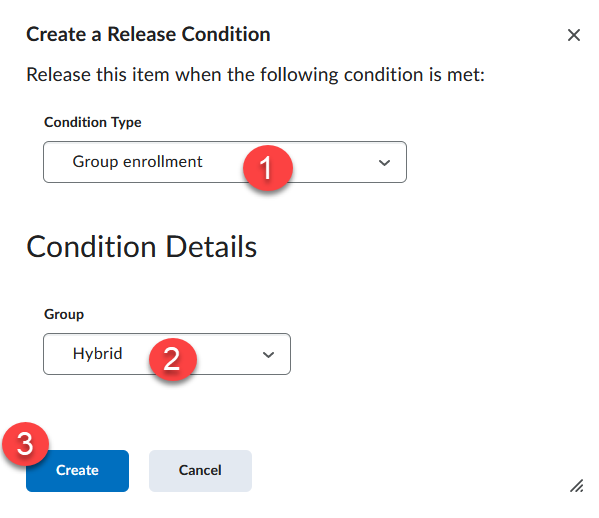 Create a Release Condition
Release this item when the following condition is met:
Condition Type
Group enrollment
1
Condition Details
Group
Hybrid
2
3
Create
Cancel